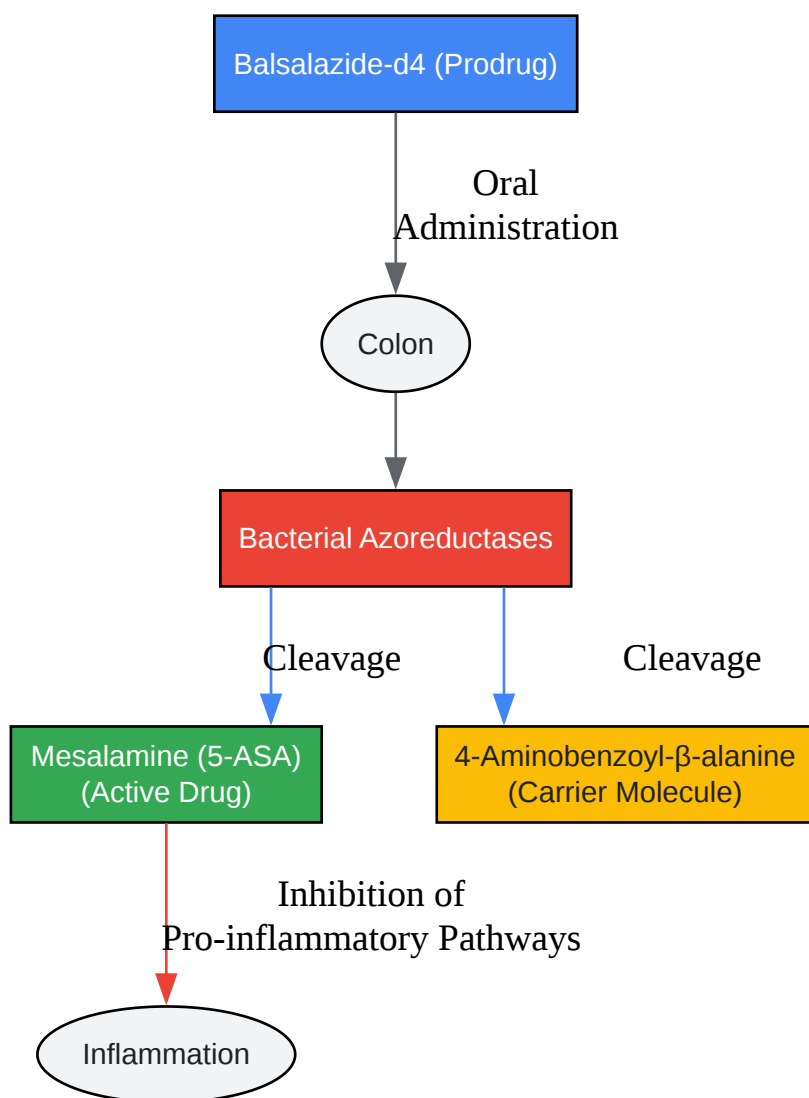 Balsalazide-d4 (Prodrug)
Oral
Administration
Colon
Bacterial Azoreductases
Cleavage
Cleavage
Mesalamine (5-ASA)
(Active Drug)
4-Aminobenzoyl-β-alanine
(Carrier Molecule)
Inhibition of
Pro-inflammatory Pathways
Inflammation